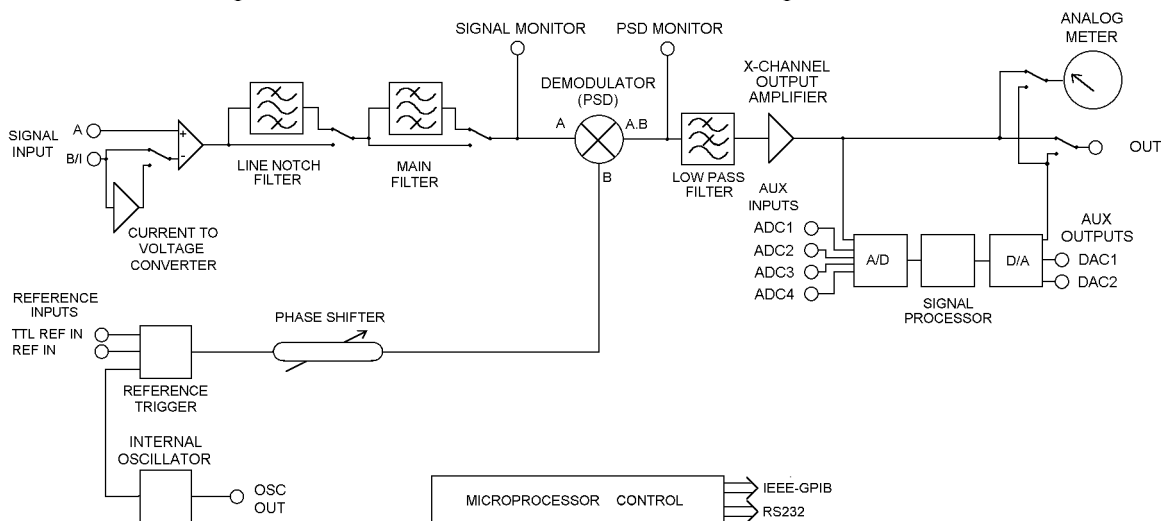 SIGNAL MONITOR
PSD MONITOR
ANALOG
METER
X-CHANNEL
OUTPUT
AMPLIFIER
DEMODULATOR
(PSD)
SIGNAL
INPUT
A
B/I
+
-
A
A.B
B
OUT
LINE NOTCH
FILTER
MAIN
FILTER
LOW PASS
FILTER
CURRENT TO
VOLTAGE
CONVERTER
AUX
INPUTS
ADC1
ADC2
ADC3
ADC4
A/D
D/A
SIGNAL
PROCESSOR
AUX
OUTPUTS
DAC1
DAC2
REFERENCE
INPUTS
TTL REF IN
REF IN
PHASE SHIFTER
REFERENCE
TRIGGER
INTERNAL
OSCILLATOR
OSC
OUT
MICROPROCESSOR CONTROL
IEEE-GPIB
RS232